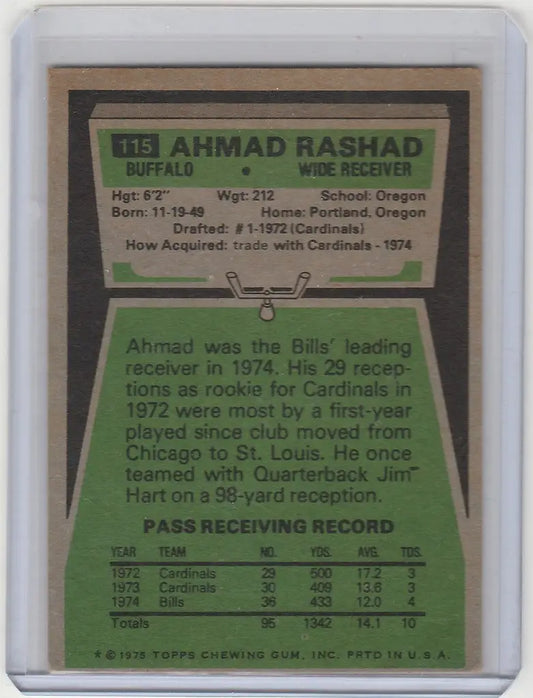 115 AHMAD RASHAD
BUFFALO • WIDE RECEIVER
Hgt: 6'2" Wgt: 212 School: Oregon
Born: 11-19-49 Home: Portland, Oregon
Drafted: #1-1972 (Cardinals)
How Acquired: trade with Cardinals - 1974
Ahmad was the Bills' leading
receiver in 1974. His 29 recep-
tions as rookie for Cardinals in
1972 were most by a first-year
played since club moved from
Chicago to St. Louis. He once
teamed with Quarterback Jim
Hart on a 98-yard reception.
PASS RECEIVING RECORD
YEAR TEAM NO. YDS. AVG. TDS.
1972 Cardinals 29 500 17.2 3
1973 Cardinals 30 409 13.6 3
1974 Bills 36 433 12.0 4
Totals 95 1342 14.1 10
* © 1975 TOPPS CHEWING GUM, INC. PRTD IN U.S.A.